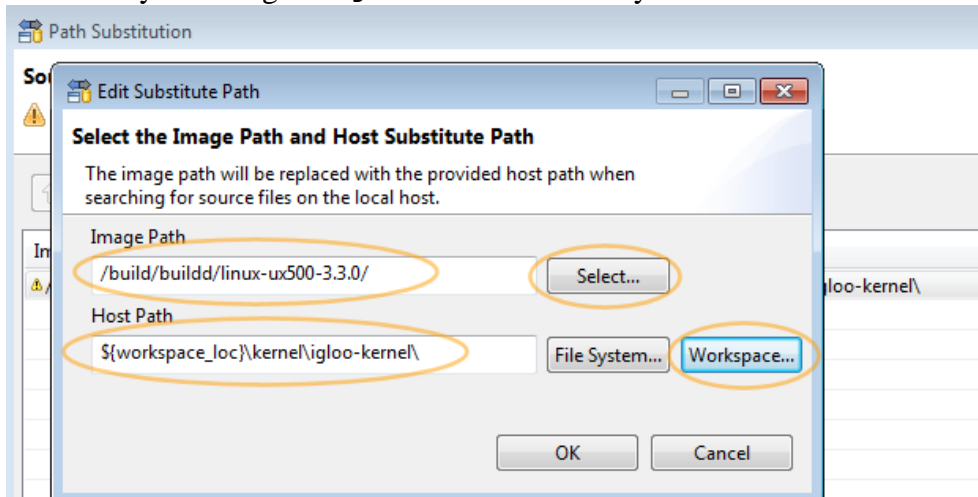 Path Substitution
Edit Substitute Path
Select the Image Path and Host Substitute Path
The image path will be replaced with the provided host path when
searching for source files on the local host.
Image Path
/build/buildd/linux-ux500-3.3.0/
Select...
Host Path
${workspace_loc}\kernel\igloo-kernel\
File System...
Workspace...
gloo-kernel\
OK
Cancel